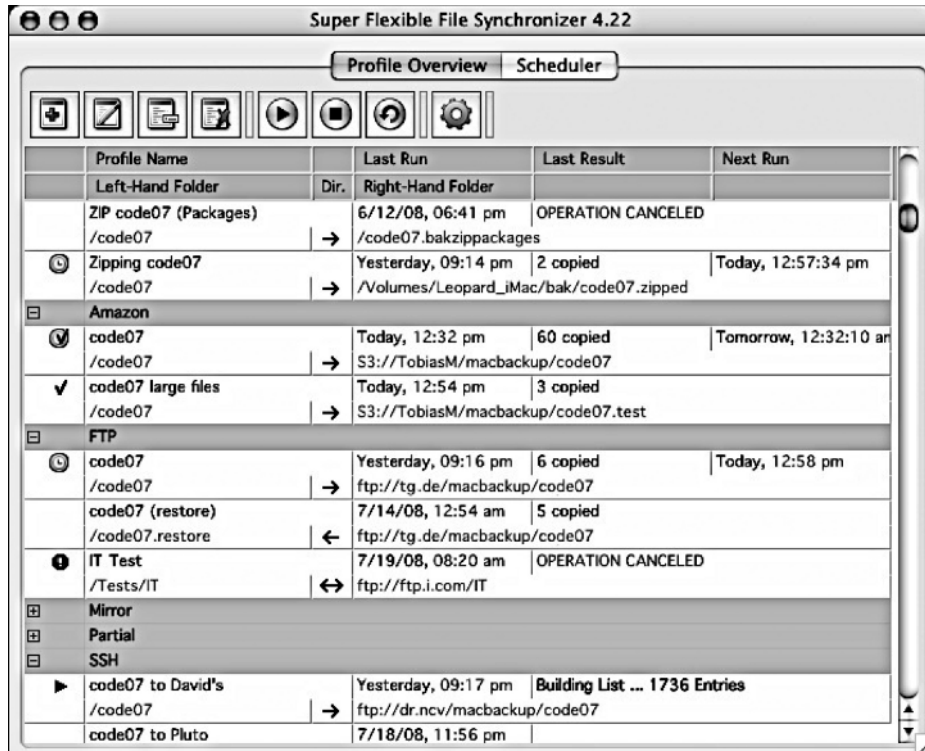 Super Flexible File Synchronizer 4.22
Profile Overview Scheduler
Profile Name Last Run Last Result Next Run
Left-Hand Folder Dir. Right-Hand Folder
ZIP code07 (Packages) 6/12/08, 06:41 pm OPERATION CANCELED
/code07 → /code07.bakzippackages
Zipping code07 Yesterday, 09:14 pm 2 copied Today, 12:57:34 pm
/code07 → /Volumes/Leopard_iMac/bak/code07.zipped
Amazon
code07 Today, 12:32 pm 60 copied Tomorrow, 12:32:10 am
/code07 → S3://TobiasM/macbackup/code07
code07 large files Today, 12:54 pm 3 copied
/code07 → S3://TobiasM/macbackup/code07.test
FTP
code07 Yesterday, 09:16 pm 6 copied Today, 12:58 pm
/code07 → ftp://tg.de/macbackup/code07
code07 (restore) 7/14/08, 12:54 am 5 copied
/code07.restore ← ftp://tg.de/macbackup/code07
IT Test 7/19/08, 08:20 am OPERATION CANCELED
/Tests/IT ↔ ftp://ftp.i.com/IT
Mirror
Partial
SSH
code07 to David's Yesterday, 09:17 pm Building List ... 1736 Entries
/code07 → ftp://dr.ncv/macbackup/code07
code07 to Pluto 7/18/08, 11:56 pm